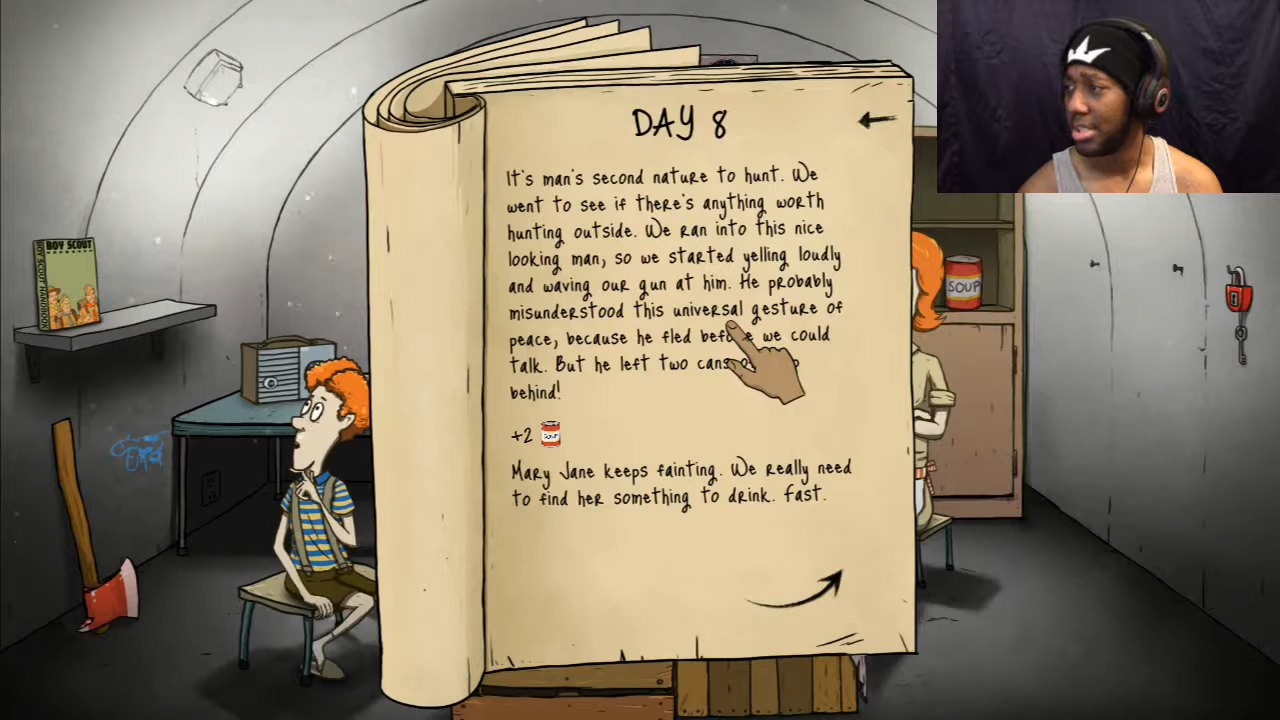 DAY 8
It's man's second nature to hunt. We
went to see if there's anything worth
hunting outside. We ran into this nice
looking man, so we started yelling loudly
and waving our gun at him. He probably
misunderstood this universal gesture of
peace, because he fled before we could
talk. But he left two cans
behind!
+2
Mary Jane keeps fainting. We really need
to find her something to drink. Fast.
BOY SCOUT
BOY SCOUT HANDBOOK
SOUP